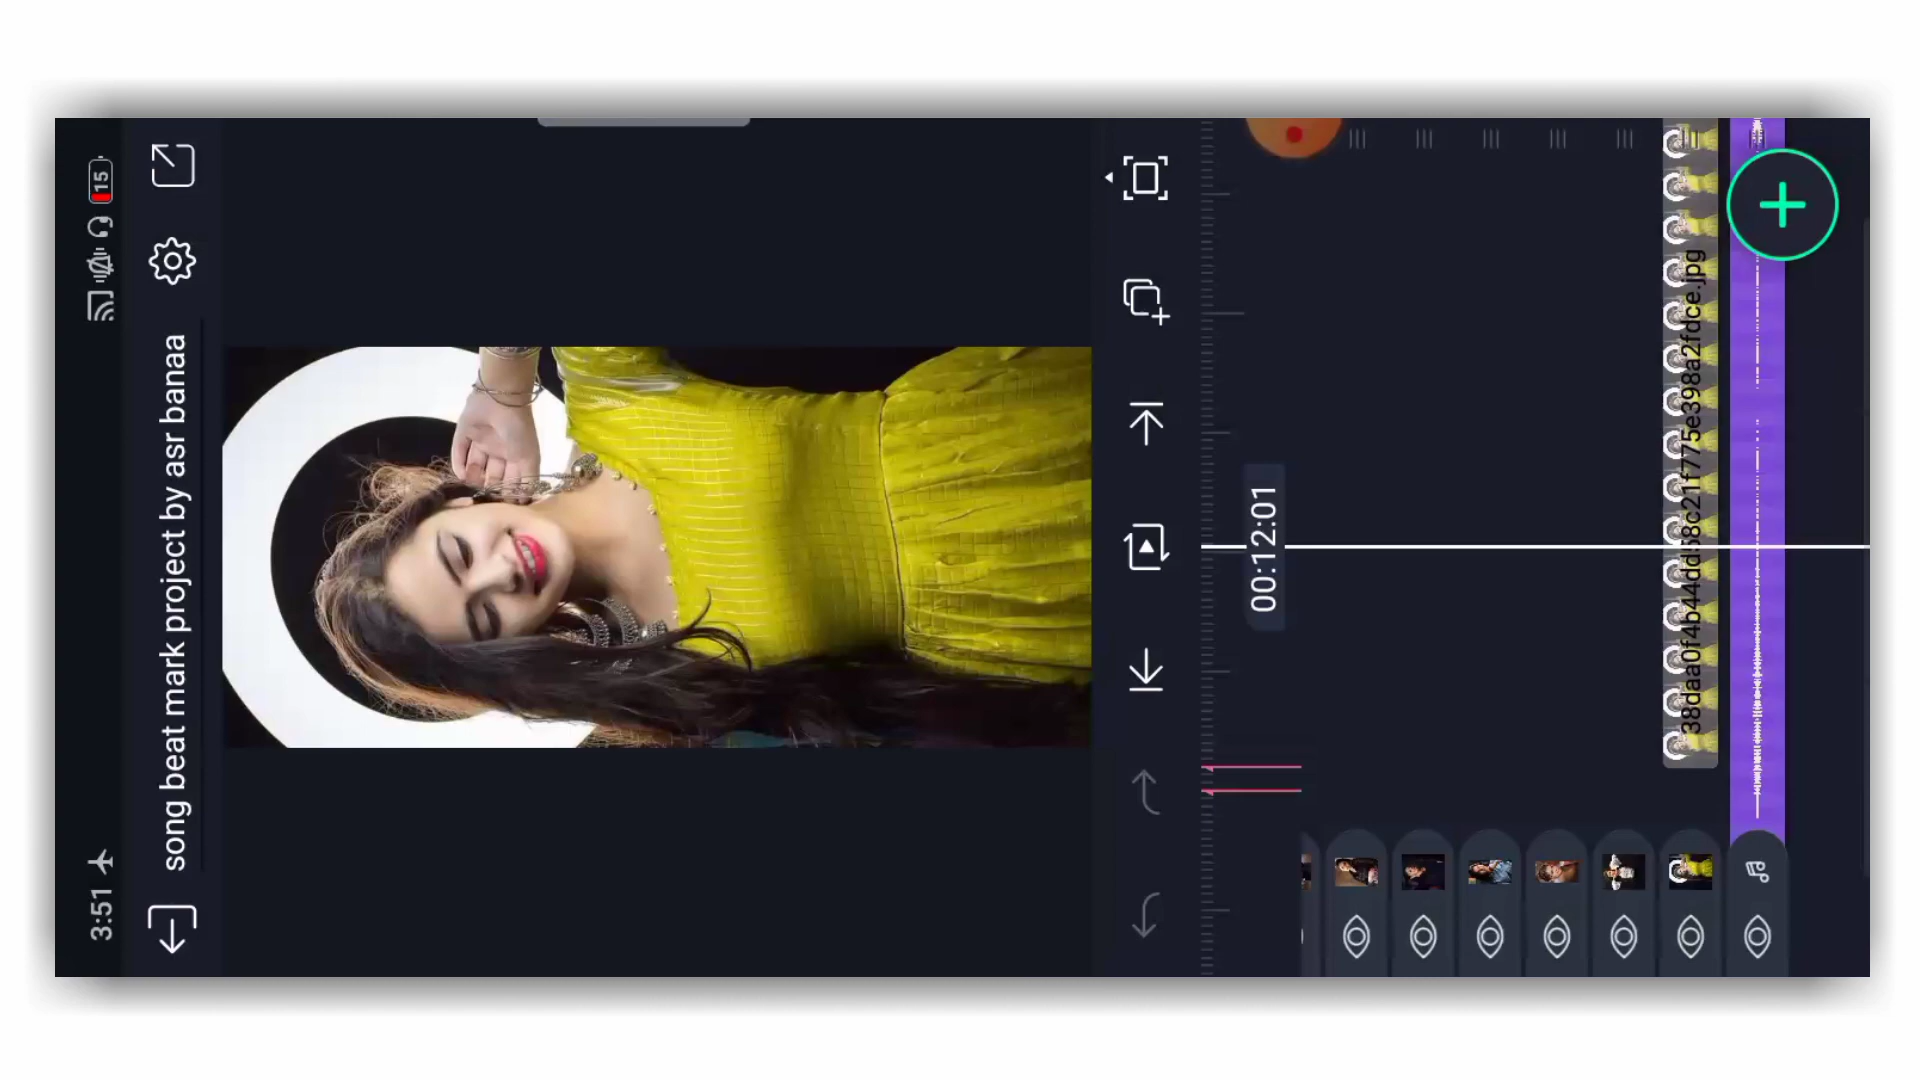 3:51
15
song beat mark project by asr banaa
00:12:01
38daa0f4b44dd58c21f775e398a2fdce.jpg